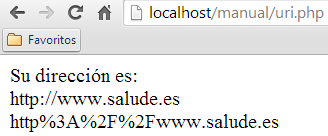 localhost/manual/uri.php
Favoritos
Su dirección es:
http://www.salude.es
http%3A%2F%2Fwww.salude.es